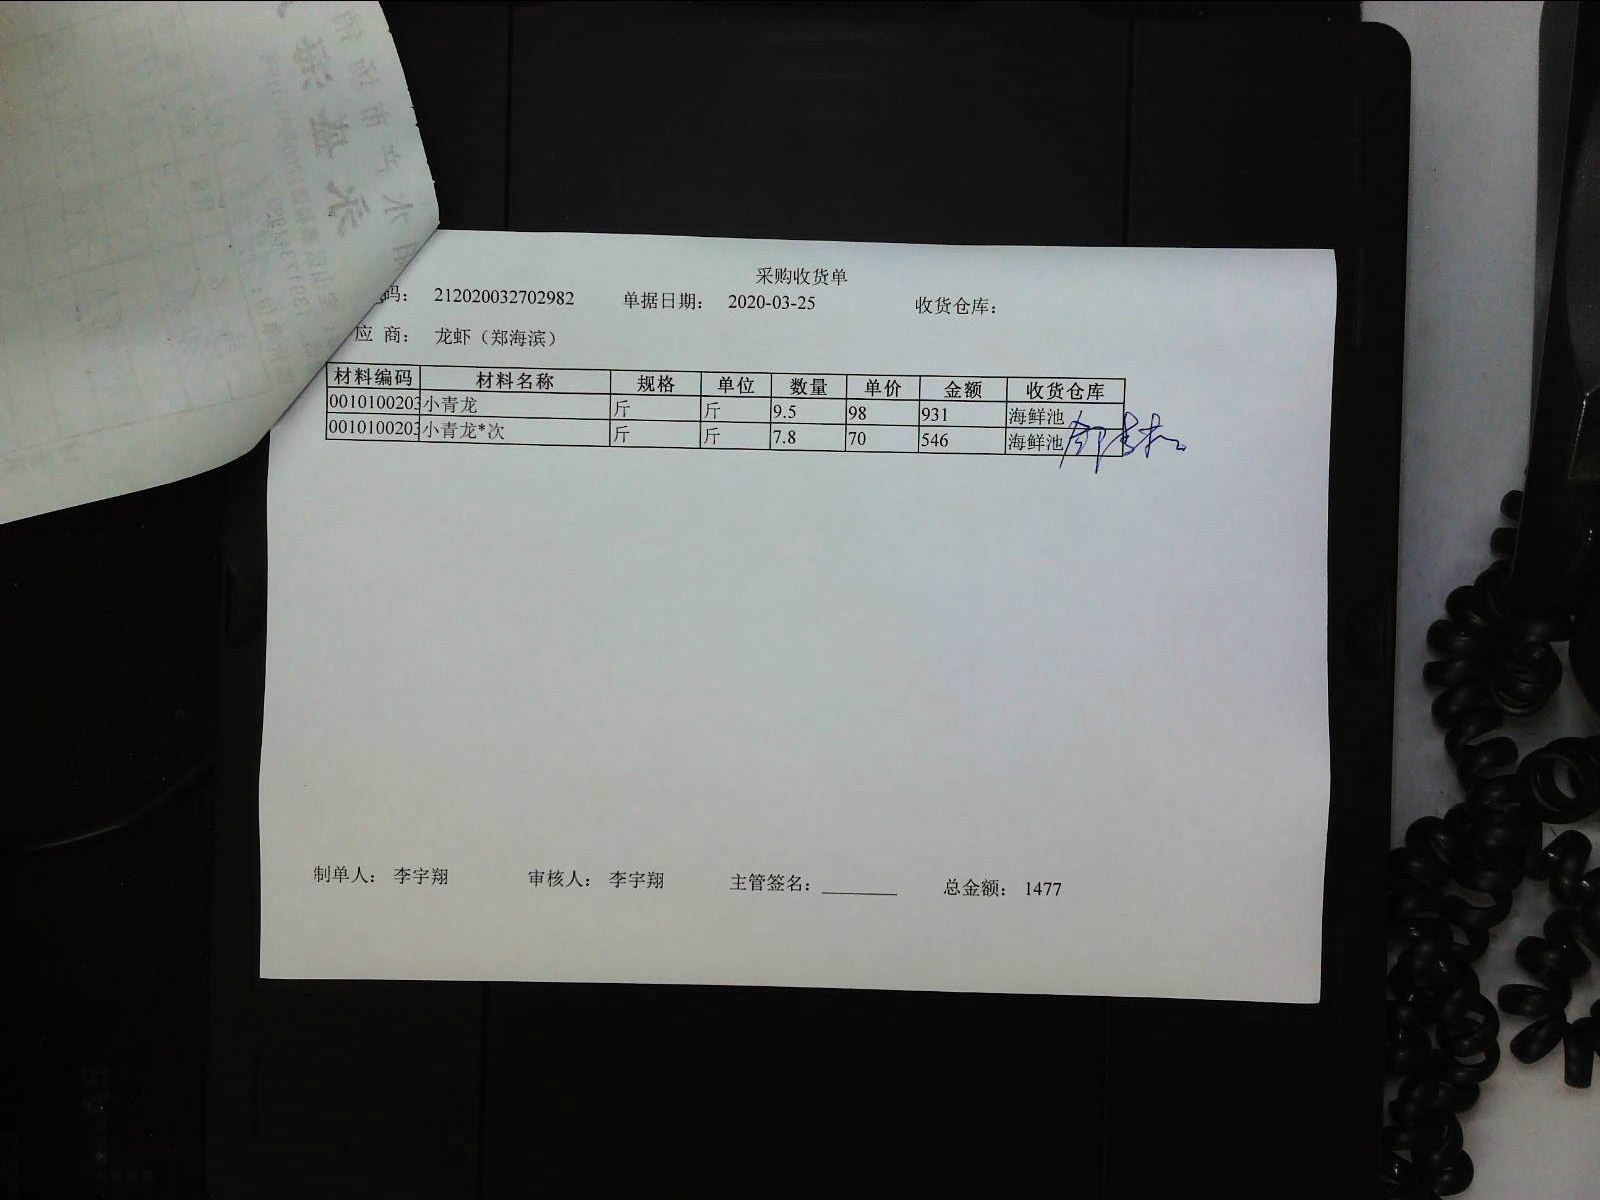 采购收货单
码： 212020032702982 单据日期： 2020-03-25 收货仓库：
应 商： 龙虾（郑海滨）
材料编码 材料名称 规格 单位 数量 单价 金额 收货仓库
0010100203 小青龙 斤 斤 9.5 98 931 海鲜池
0010100203 小青龙*次 斤 斤 7.8 70 546 海鲜池
制单人： 李宇翔 审核人： 李宇翔 主管签名： 总金额： 1477